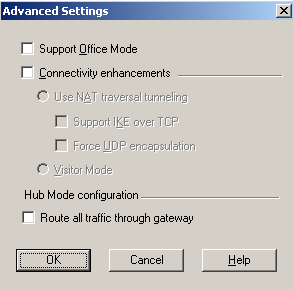 Advanced Settings
Support Office Mode
Connectivity enhancements
Use NAT traversal tunneling
Support IKE over TCP
Force UDP encapsulation
Visitor Mode
Hub Mode configuration
Route all traffic through gateway
OK Cancel Help